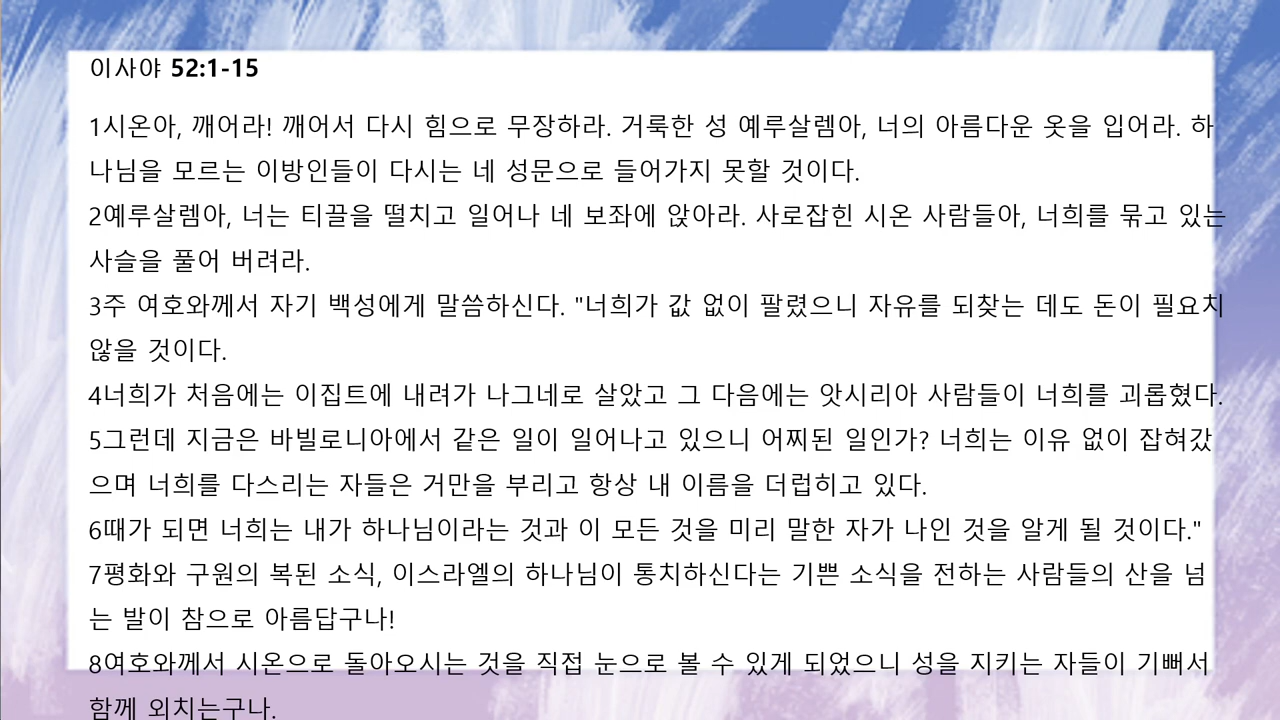 이사야 52:1-15
1시온아, 깨어라! 깨어서 다시 힘으로 무장하라. 거룩한 성 예루살렘아, 너의 아름다운 옷을 입어라. 하
나님을 모르는 이방인들이 다시는 네 성문으로 들어가지 못할 것이다.
2예루살렘아, 너는 티끌을 떨치고 일어나 네 보좌에 앉아라. 사로잡힌 시온 사람들아, 너희를 묶고 있는
사슬을 풀어 버려라.
3주 여호와께서 자기 백성에게 말씀하신다. "너희가 값 없이 팔렸으니 자유를 되찾는 데도 돈이 필요치
않을 것이다.
4너희가 처음에는 이집트에 내려가 나그네로 살았고 그 다음에는 앗시리아 사람들이 너희를 괴롭혔다.
5그런데 지금은 바빌로니아에서 같은 일이 일어나고 있으니 어찌된 일인가? 너희는 이유 없이 잡혀갔
으며 너희를 다스리는 자들은 거만을 부리고 항상 내 이름을 더럽히고 있다.
6때가 되면 너희는 내가 하나님이라는 것과 이 모든 것을 미리 말한 자가 나인 것을 알게 될 것이다."
7평화와 구원의 복된 소식, 이스라엘의 하나님이 통치하신다는 기쁜 소식을 전하는 사람들의 산을 넘
는 발이 참으로 아름답구나!
8여호와께서 시온으로 돌아오시는 것을 직접 눈으로 볼 수 있게 되었으니 성을 지키는 자들이 기뻐서
함께 외치는구나.